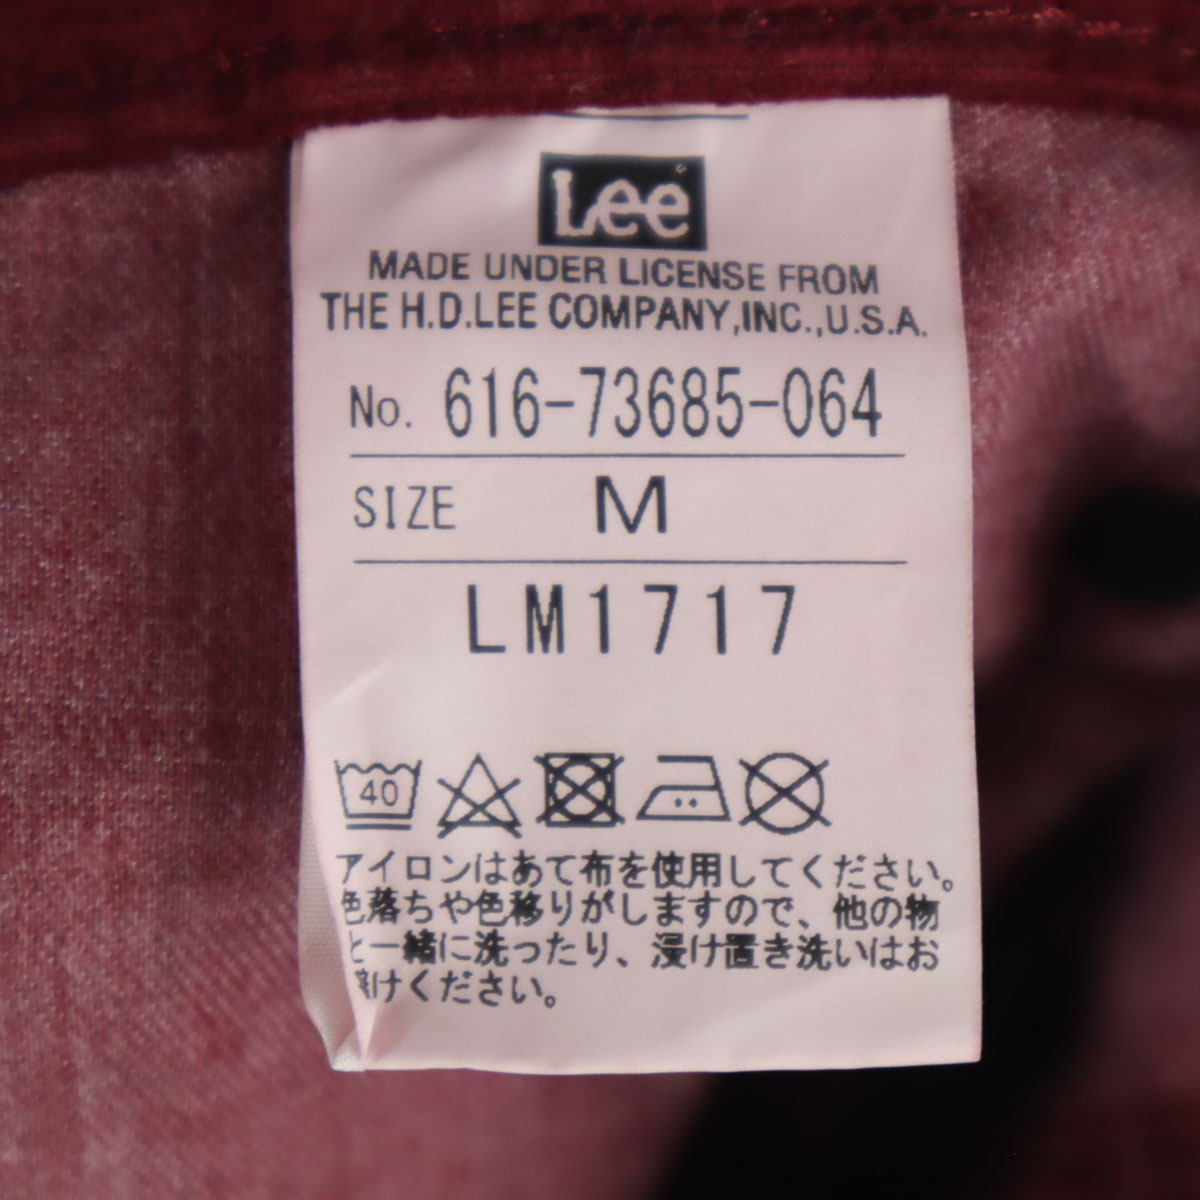 Lee
MADE UNDER LICENSE FROM
THE H.D.LEE COMPANY,INC.,U.S.A.
No. 616-73685-064
SIZE M
LM1717
40
アイロンはあて布を使用してください。
色落ちや色移りがしますので、他の物
と一緒に洗ったり、浸け置き洗いはお
避けください。